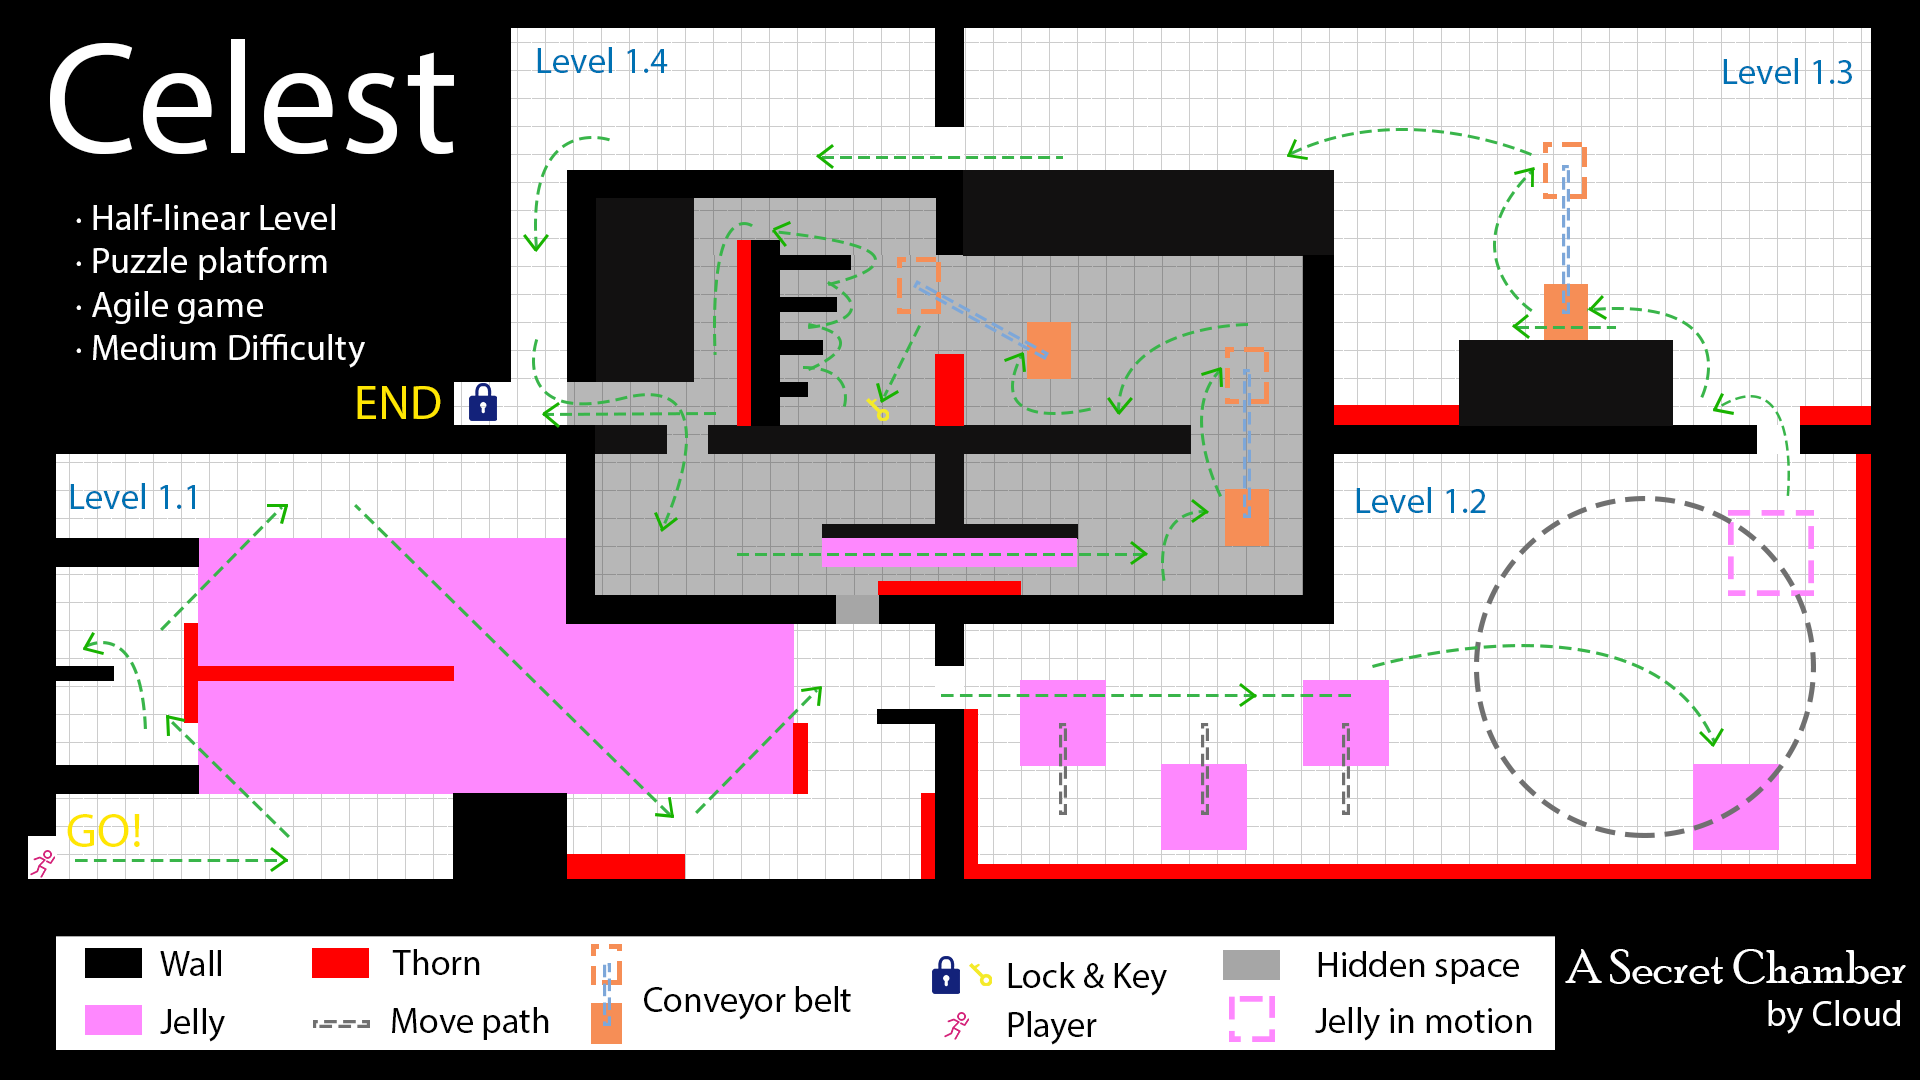 Celest
· Half-linear Level
· Puzzle platform
· Agile game
· Medium Difficulty
Level 1.4
Level 1.3
END
Level 1.1
Level 1.2
GO!
Wall
Thorn
Conveyor belt
Lock & Key
Hidden space
Jelly
Move path
Player
Jelly in motion
A Secret Chamber
by Cloud